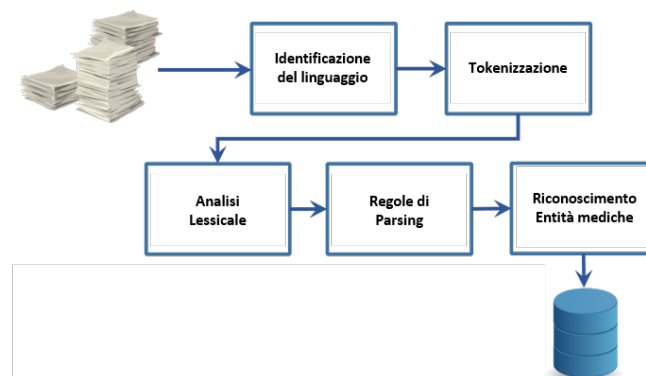 Identificazione
del linguaggio
Tokenizzazione
Analisi
Lessicale
Regole di
Parsing
Riconoscimento
Entità mediche